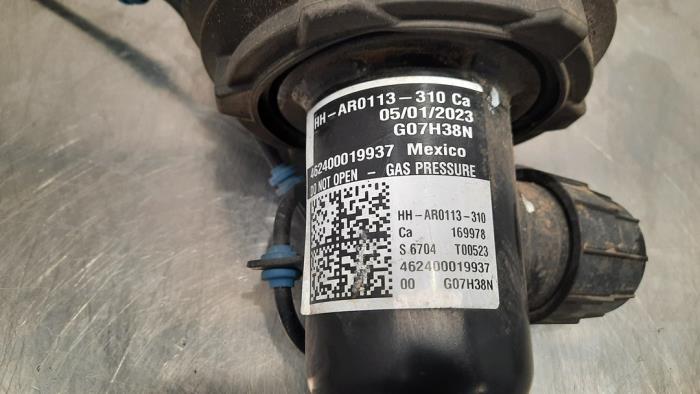 HH-AR0113-310 Ca
05/01/2023
G07H38N
462400019937 Mexico
DO NOT OPEN - GAS PRESSURE
HH-AR0113-310
Ca 169978
S 6704 T00523
462400019937
00 G07H38N